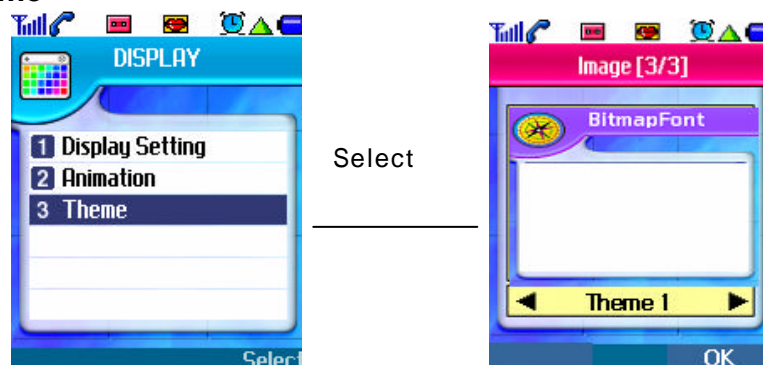 DISPLAY
1 Display Setting
2 Animation
3 Theme
Select
Select
Image [3/3]
BitmapFont
Theme 1
OK